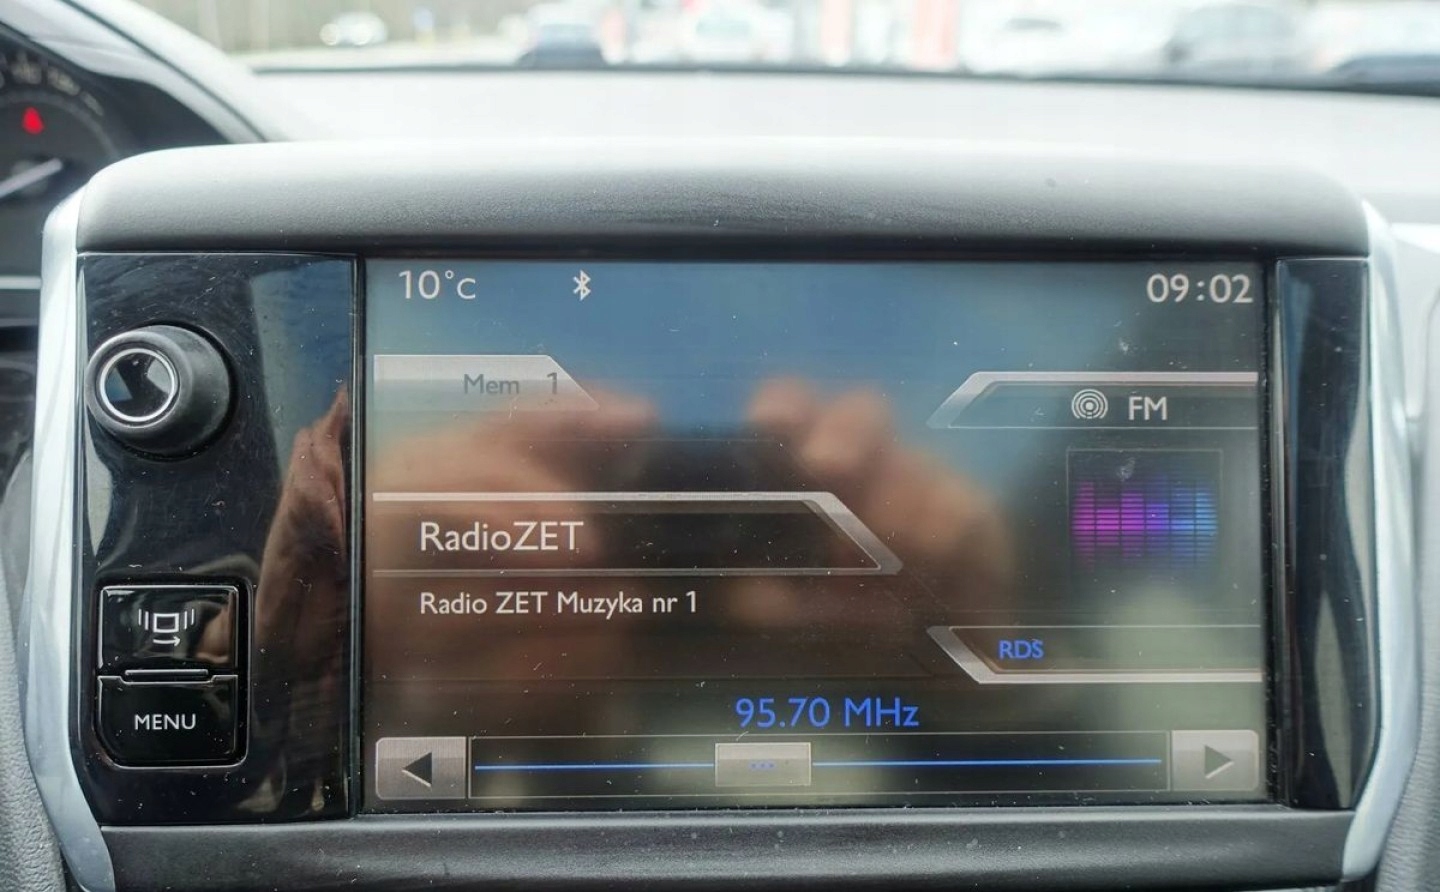 10°C
09:02
Mem 1
FM
RadioZET
Radio ZET Muzyka nr 1
RDS
MENU
95.70 MHz